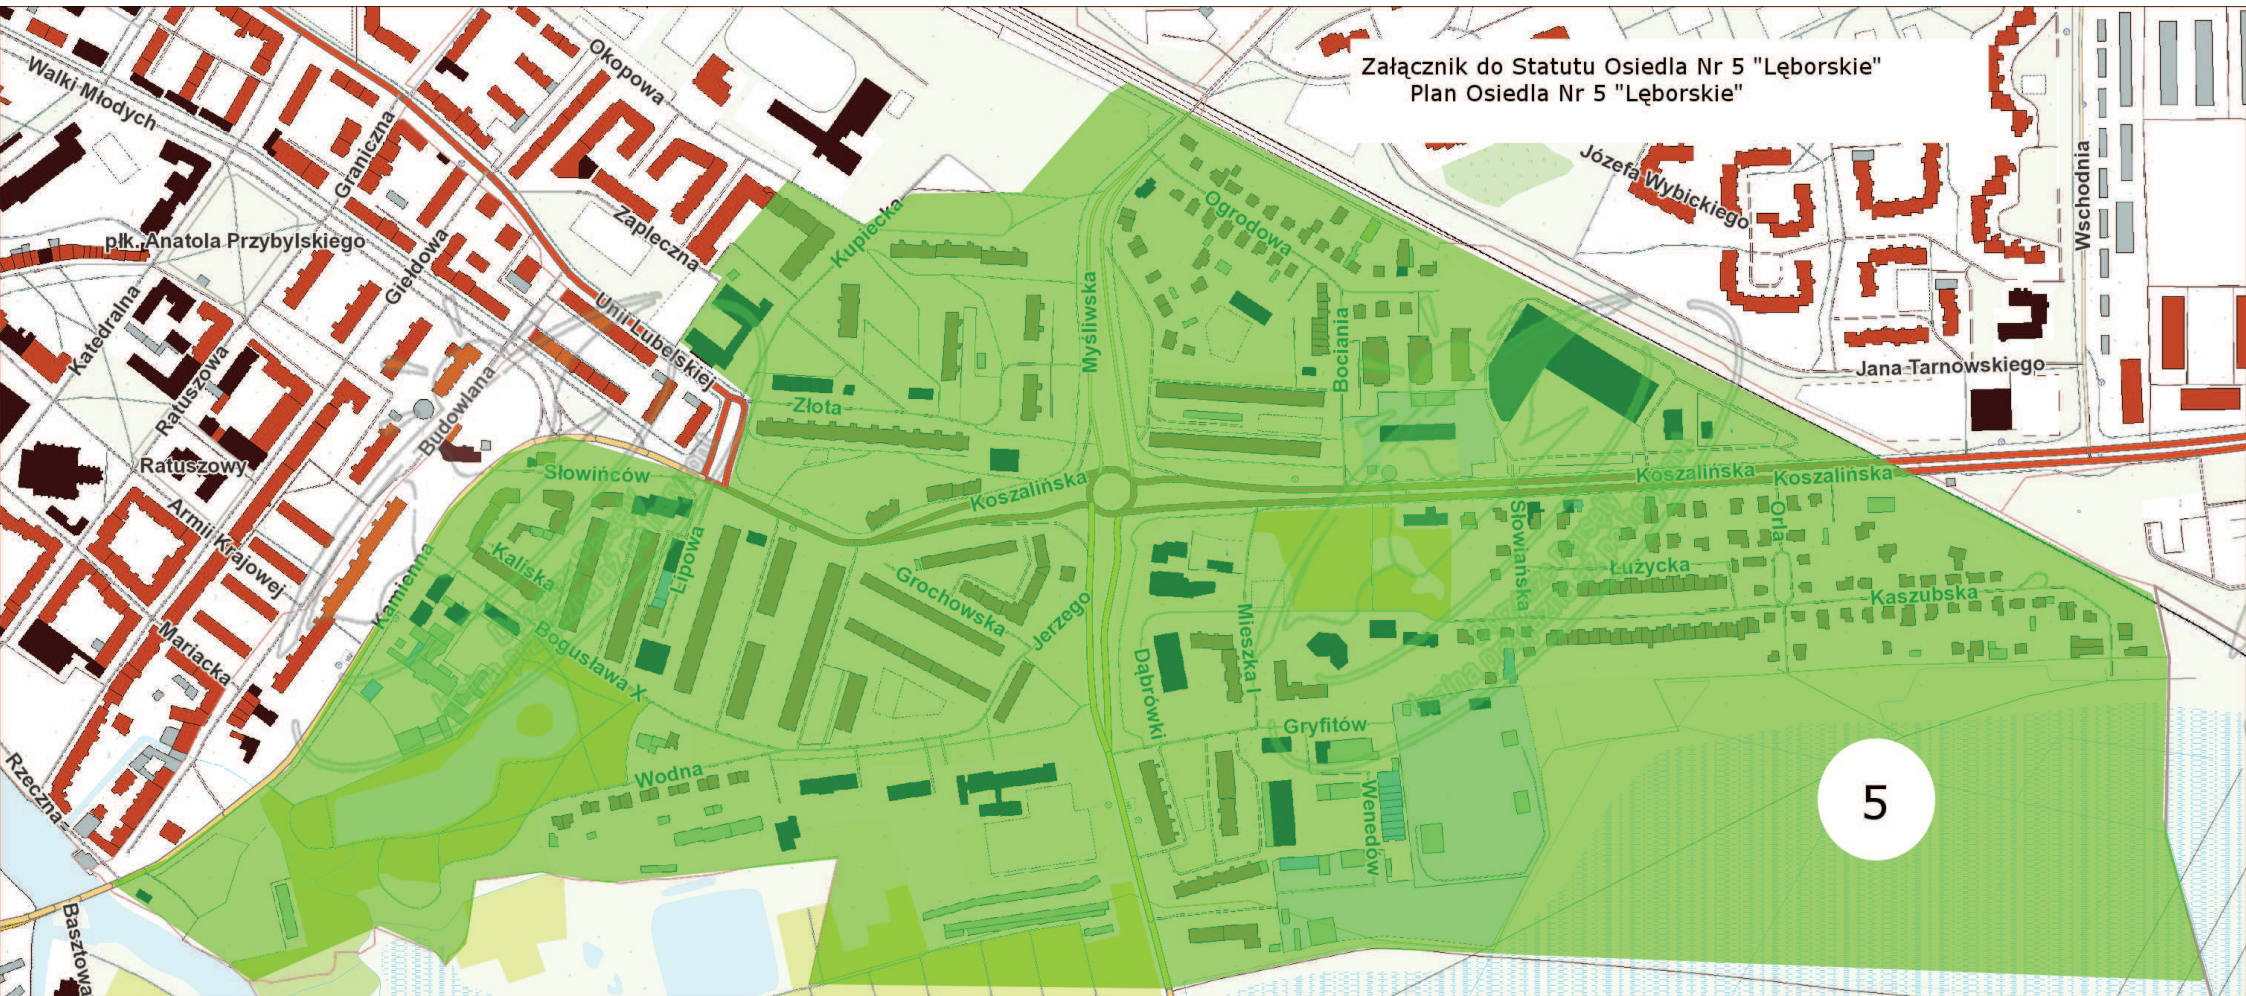 Załącznik do Statutu Osiedla Nr 5 "Lęborskie"
Plan Osiedla Nr 5 "Lęborskie"
Okopowa
Walki Młodych
Graniczna
Józefa Wybickiego
Wschodnia
Kupiecka
Ogrodowa
Zapleczna
płk. Anatola Przybylskiego
Giełdowa
Katedralna
Unii Lubelskiej
Myśliwska
Bociania
Jana Tarnowskiego
Ratuszowa
Budowlana
Złota
Ratuszowy
Słowińców
Koszalińska
Koszalińska
Koszalińska
Armii Krajowej
Kamienna
Kaliska
Lipowa
Grochowska
Jerzego
Słowiańska
Orla
Łużycka
Kaszubska
Mariacka
Bogusława X
Mieszka I
Dąbrówki
Gryfitów
Wodna
Wenedów
Rzeczna
Basztowa
5